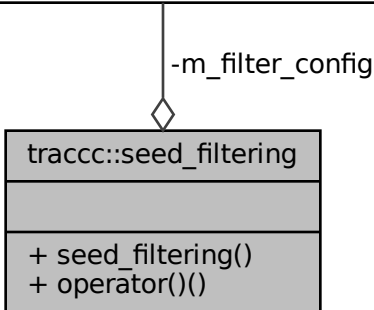 -m_filter_config
traccc::seed_filtering
+ seed_filtering()
+ operator()()